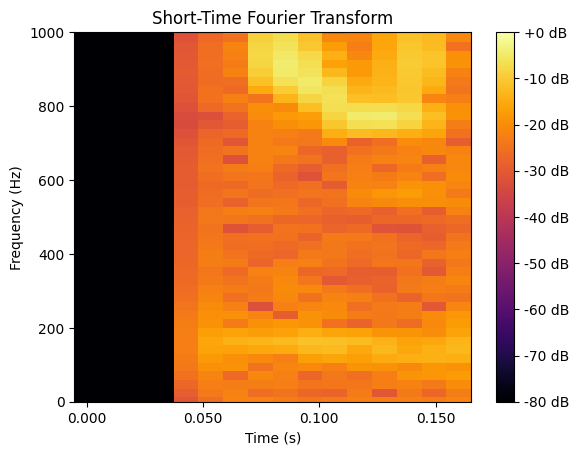 Short-Time Fourier Transform
1000
800
600
400
200
0
Frequency (Hz)
0.000
0.050
0.100
0.150
Time (s)
+0 dB
-10 dB
-20 dB
-30 dB
-40 dB
-50 dB
-60 dB
-70 dB
-80 dB